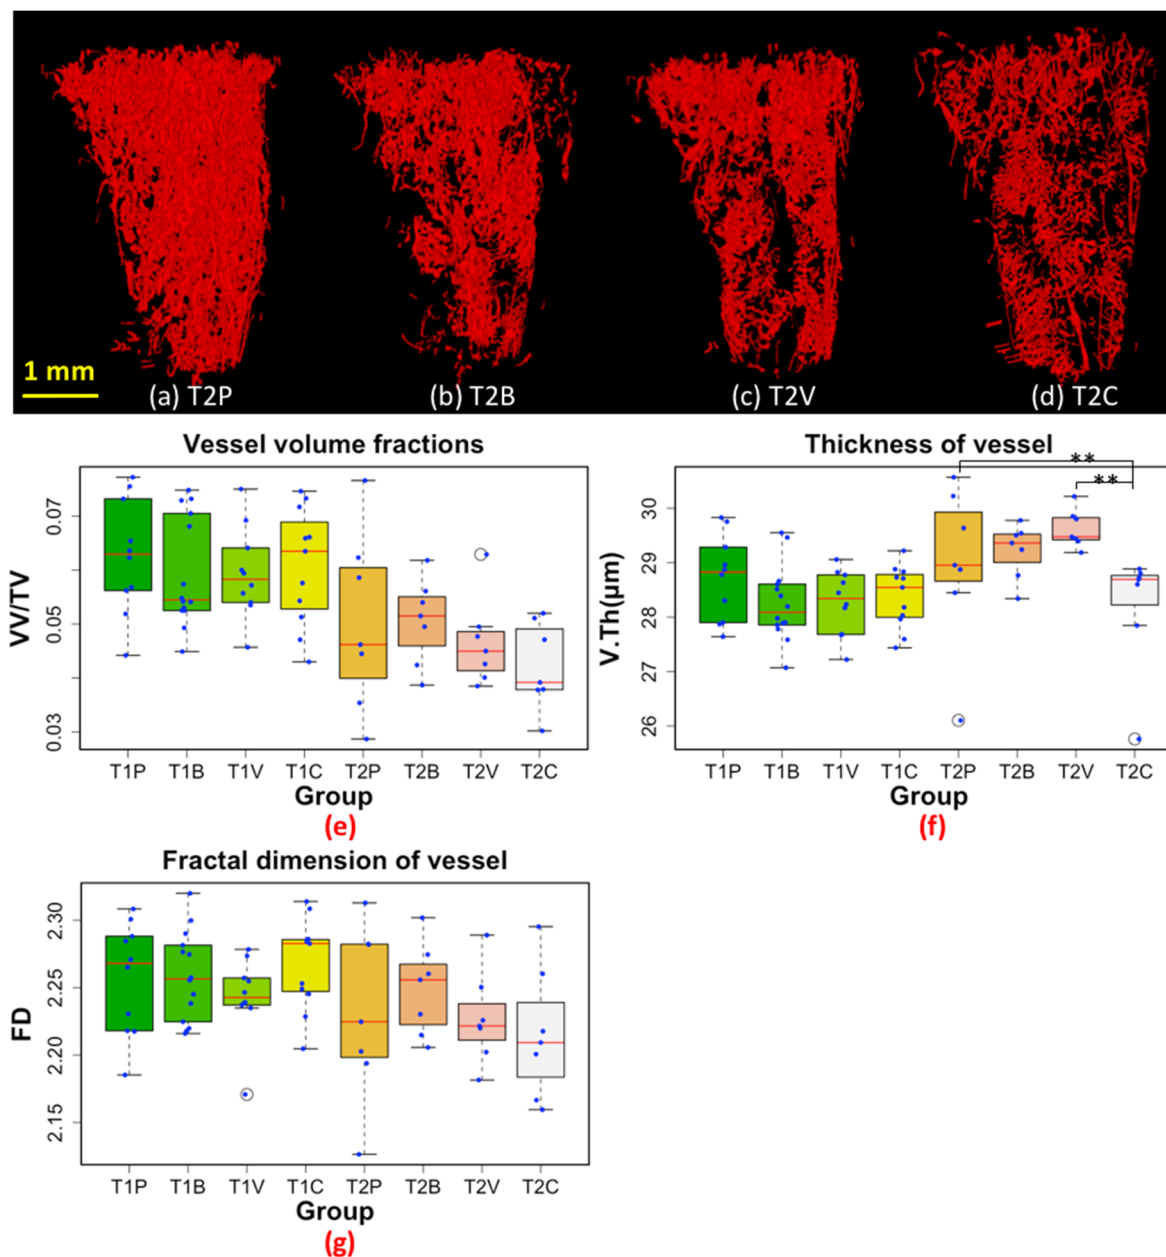 1 mm
(a) T2P
(b) T2B
(c) T2V
(d) T2C
Vessel volume fractions
VV/TV
0.07
0.05
0.03
T1P T1B T1V T1C T2P T2B T2V T2C
Group
(e)
Thickness of vessel
**
**
V.Th(μm)
30
29
28
27
26
T1P T1B T1V T1C T2P T2B T2V T2C
Group
(f)
Fractal dimension of vessel
FD
2.30
2.25
2.20
2.15
T1P T1B T1V T1C T2P T2B T2V T2C
Group
(g)